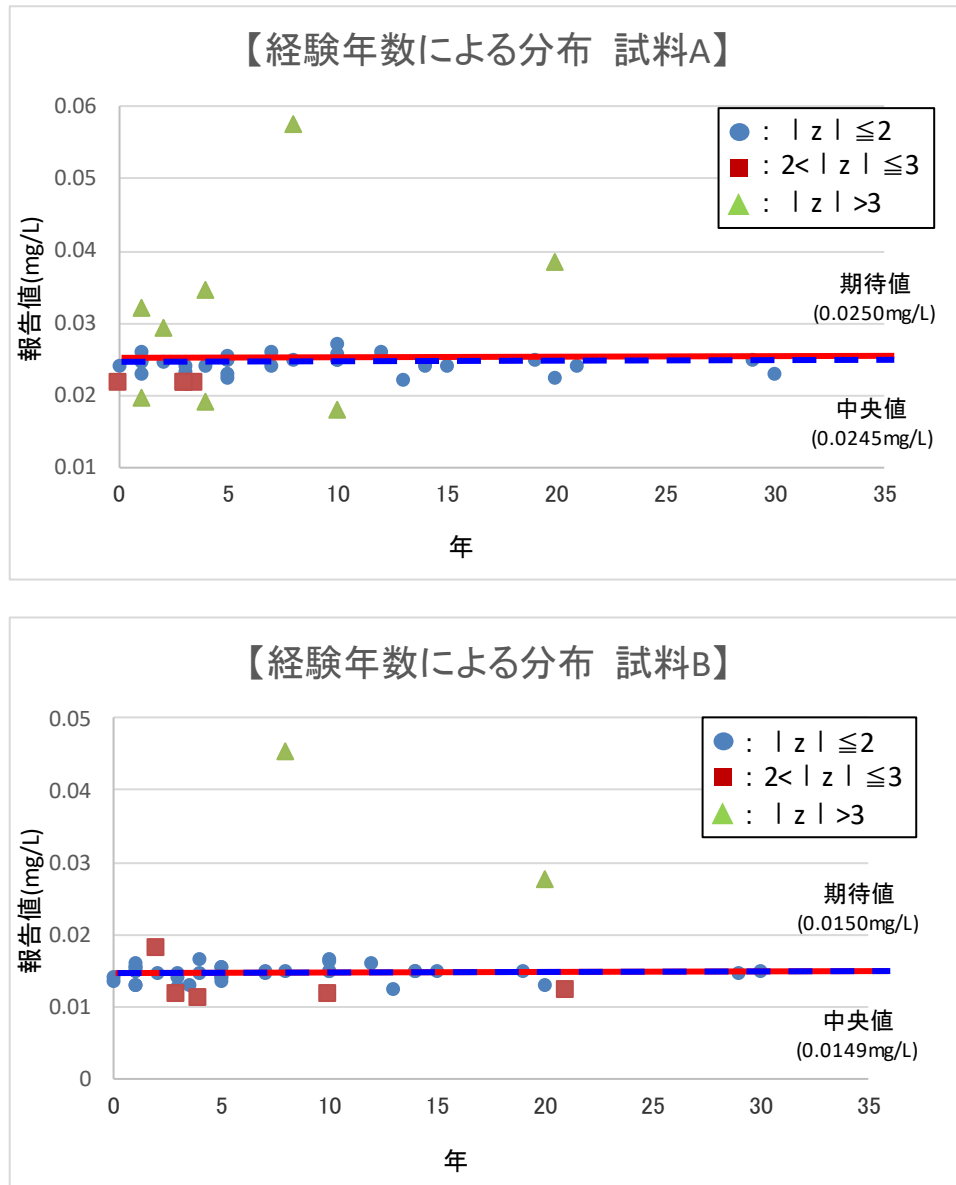 【経験年数による分布 試料A】
0.06
0.05
0.04
0.03
0.02
0.01
報告値(mg/L)
: |z| ≦2
: 2<|z| ≦3
: |z| >3
期待値
(0.0250mg/L)
中央値
(0.0245mg/L)
0 5 10 15 20 25 30 35
年
【経験年数による分布 試料B】
0.05
0.04
0.03
0.02
0.01
0
報告値(mg/L)
: |z| ≦2
: 2<|z| ≦3
: |z| >3
期待値
(0.0150mg/L)
中央値
(0.0149mg/L)
0 5 10 15 20 25 30 35
年